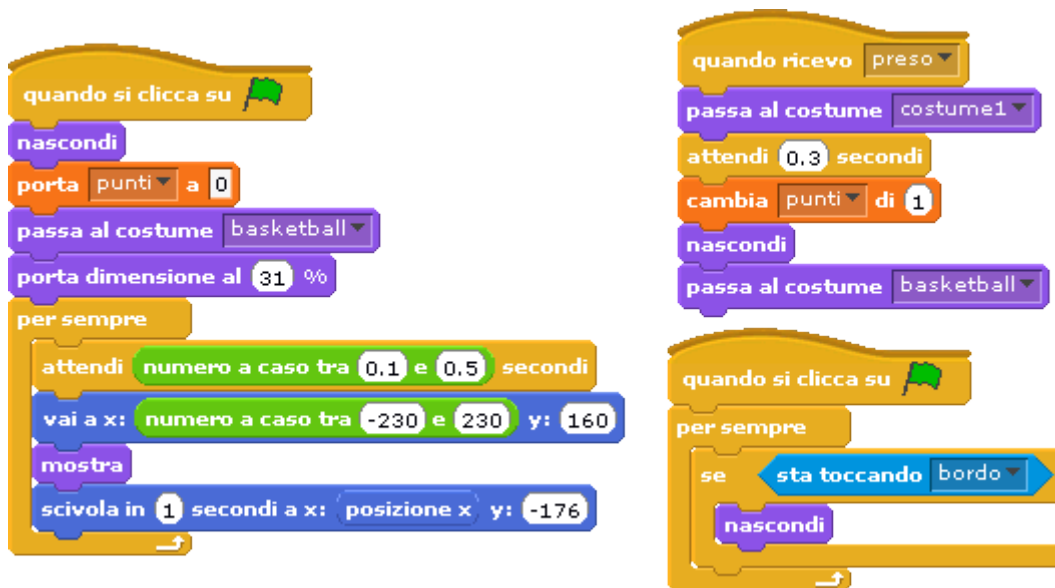 quando si clicca su
nascondi
porta punti a 0
passa al costume basketball
porta dimensione al 31 %
per sempre
attendi numero a caso tra 0.1 e 0.5 secondi
vai a x: numero a caso tra -230 e 230 y: 160
mostra
scivola in 1 secondi a x: posizione x y: -176
quando ricevo preso
passa al costume costume1
attendi 0.3 secondi
cambia punti di 1
nascondi
passa al costume basketball
quando si clicca su
per sempre
se sta toccando bordo
nascondi